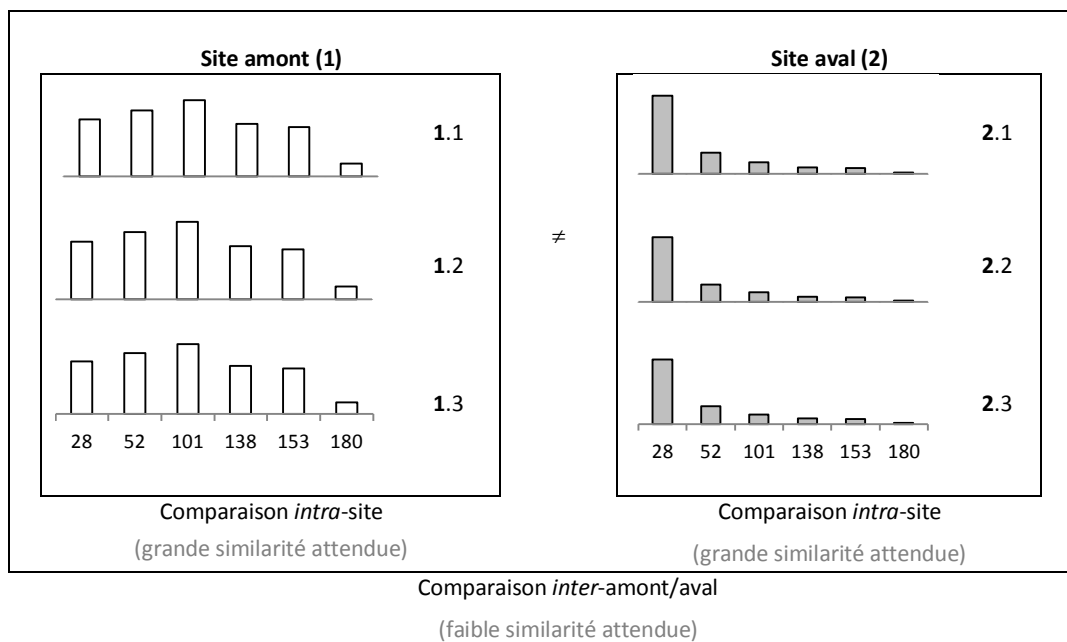 Site amont (1)
1.1
1.2
1.3
28 52 101 138 153 180
Comparaison intra-site
(grande similarité attendue)
≠
Site aval (2)
2.1
2.2
2.3
28 52 101 138 153 180
Comparaison intra-site
(grande similarité attendue)
Comparaison inter-amont/aval
(faible similarité attendue)